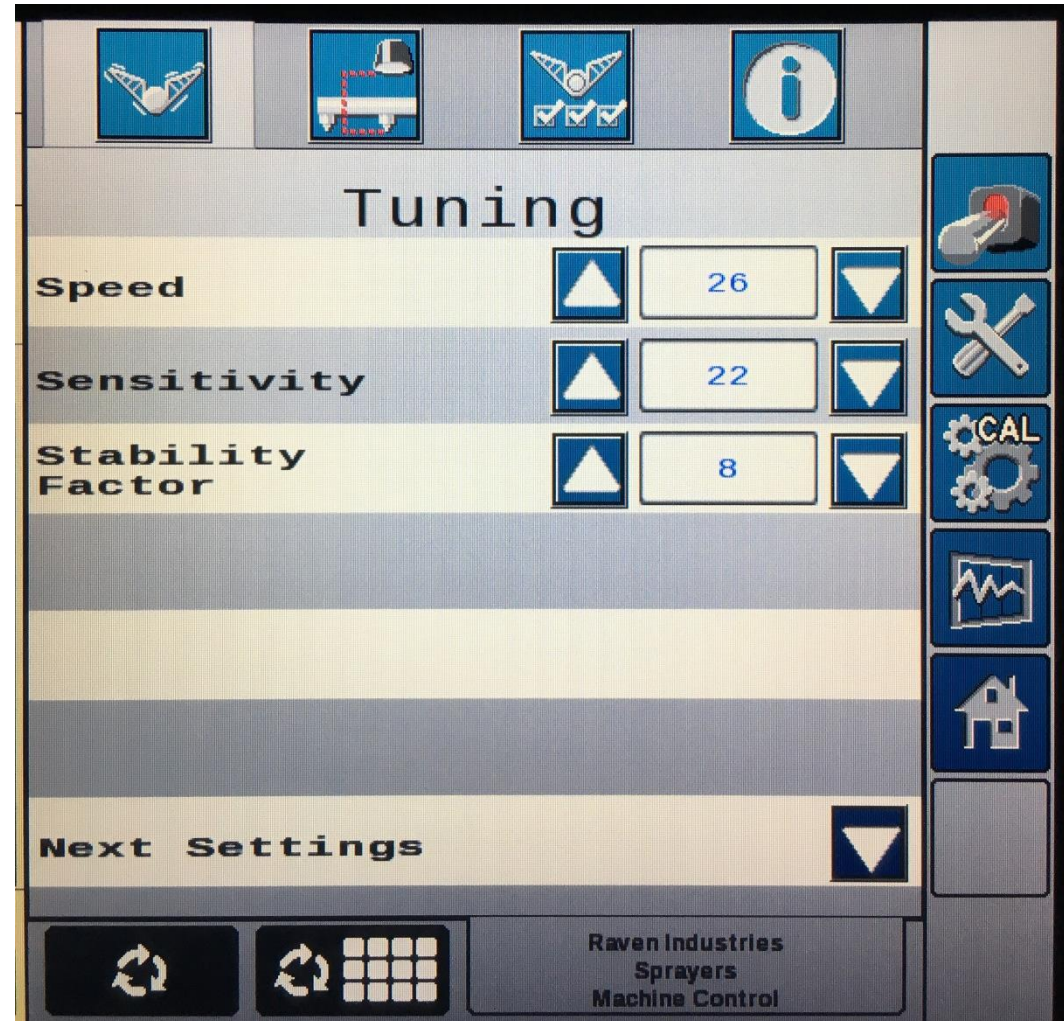 Tuning
Speed
26
Sensitivity
22
Stability
Factor
8
Next Settings
CAL
Raven Industries
Sprayers
Machine Control